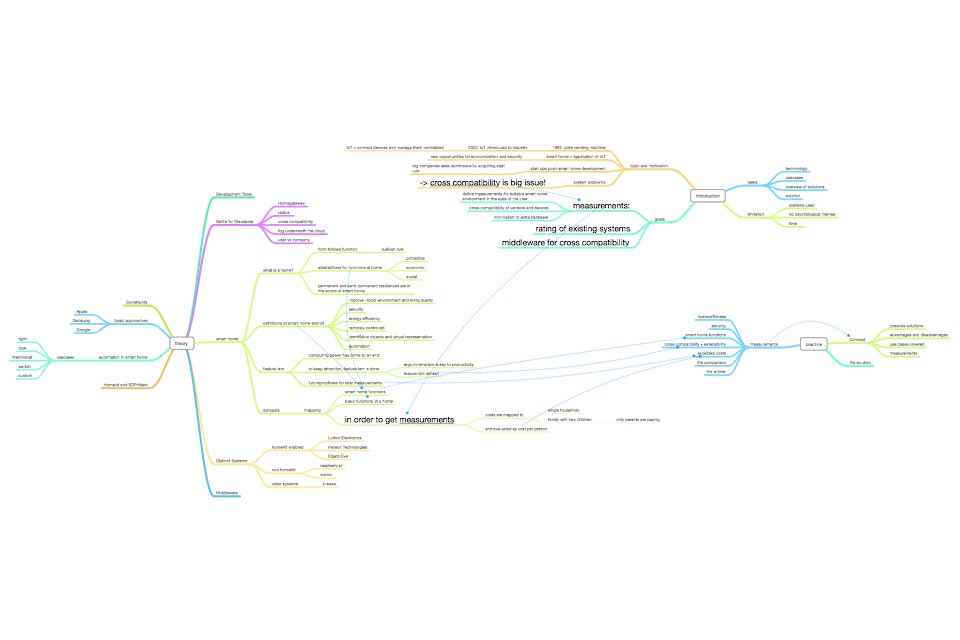 IoT = connect devices and manage them centralized
2002: IoT introduced to industry
1982: coke vending machine
new opportunities for economization and security
smart home = application of IoT
big companies seek dominance by acquiring start
ups
start ups push smart home development
-> cross compatibility is big issue!
system problems
topic and motivation
define measurements for suitable smart home
environment in the eyes of the user
cross compatibility of vendors and devices
minimalism in extra hardware
measurements:
rating of existing systems
middleware for cross compatibility
goals
introduction
tasks
terminology
usecases
overview of solutions
solution
limitation
systems used
no psychological themes
time
Development Tools
Battle for Standards
Homegateway
radios
cross compatibility
fog underneath the cloud
user vs company
what is a home?
form follows function
sullivan rule
abstractions for functions at home
protective
economic
social
permanent and semi-permanent residences are in
the scope of smart home
definitions of smart home and iot
improve indoor environment and living quality
security
energy efficiency
remotely controlled
identifiable objects and virtual representation
automation
smart home
featurism
computing power has come to an end
to keep attraction, featurism is done
ergo minimalism is key to productivity
featurism almost
futureproofness for later measurements
synopsis
mapping
smart home functions
basic functions of a home
in order to get measurements
costs are mapped to
single household
family with two children
only parents are paying
and evaluated as cost per person
theory
Constraints
basic approaches
Apple
Samsung
Google
automation in smart home
usecases
light
lock
thermostat
switch
custom
Homekit and SDPvNext
Distinct Systems
homeKit enabled
Lutron Electronics
Insteon Technologies
Elgato Eve
non homeKit
raspberry pi
wemo
older systems
z-wave
Middleware
trustworthiness
security
smart home functions
cross compatibility + extensibility
expected costs
the comparison
the winner
measurements
practice
Concept
possible solutions
advantages and disadvantages
use cases covered
measurements
the solution